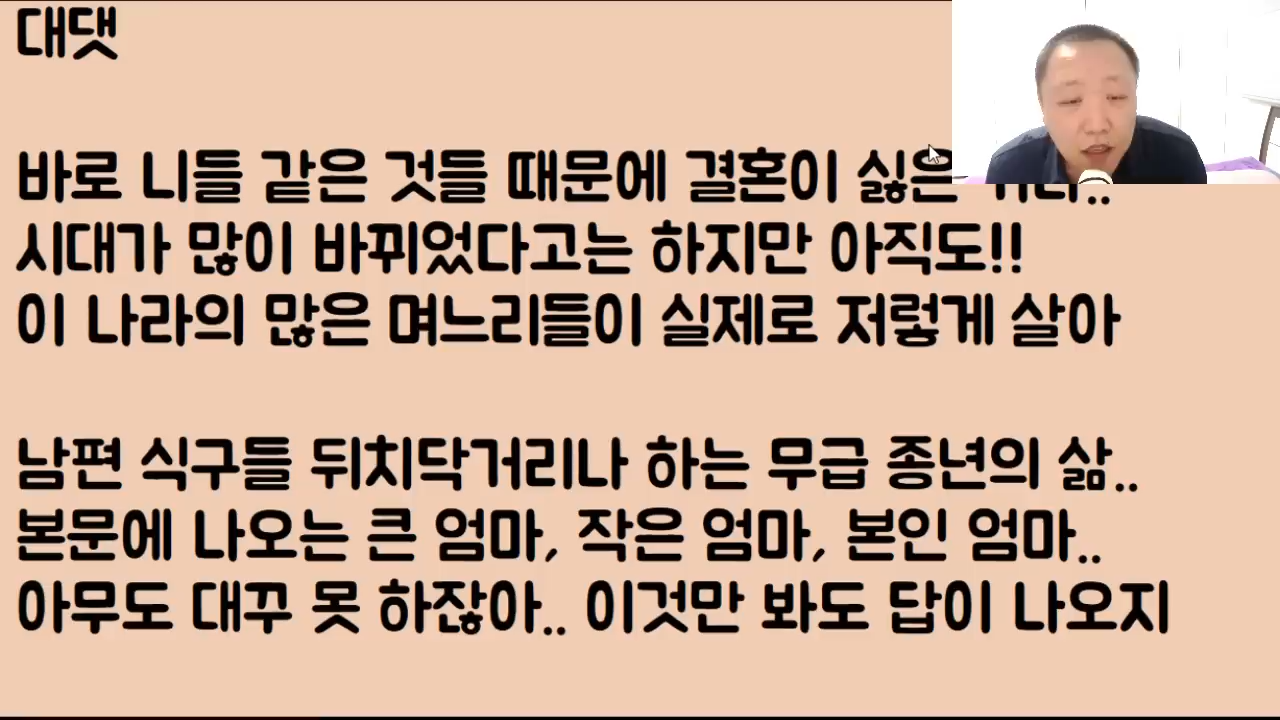 대댓
바로 니들 같은 것들 때문에 결혼이 싫은
시대가 많이 바뀌었다고는 하지만 아직도!!
이 나라의 많은 며느리들이 실제로 저렇게 살아
남편 식구들 뒤치닥거리나 하는 무급 종년의 삶..
본문에 나오는 큰 엄마, 작은 엄마, 본인 엄마..
아무도 대꾸 못 하잖아.. 이것만 봐도 답이 나오지